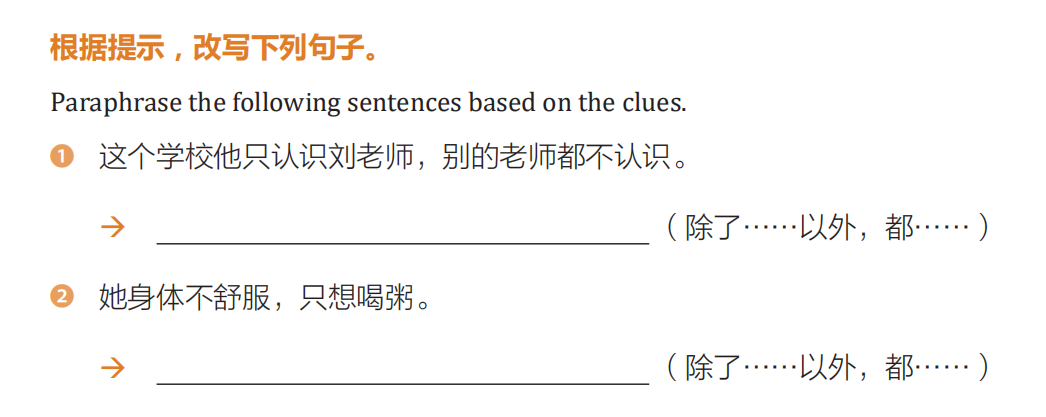 根据提示，改写下列句子。
Paraphrase the following sentences based on the clues.
1 这个学校他只认识刘老师，别的老师都不认识。
→ ______________________________（除了……以外，都……）
2 她身体不舒服，只想喝粥。
→ ______________________________（除了……以外，都……）